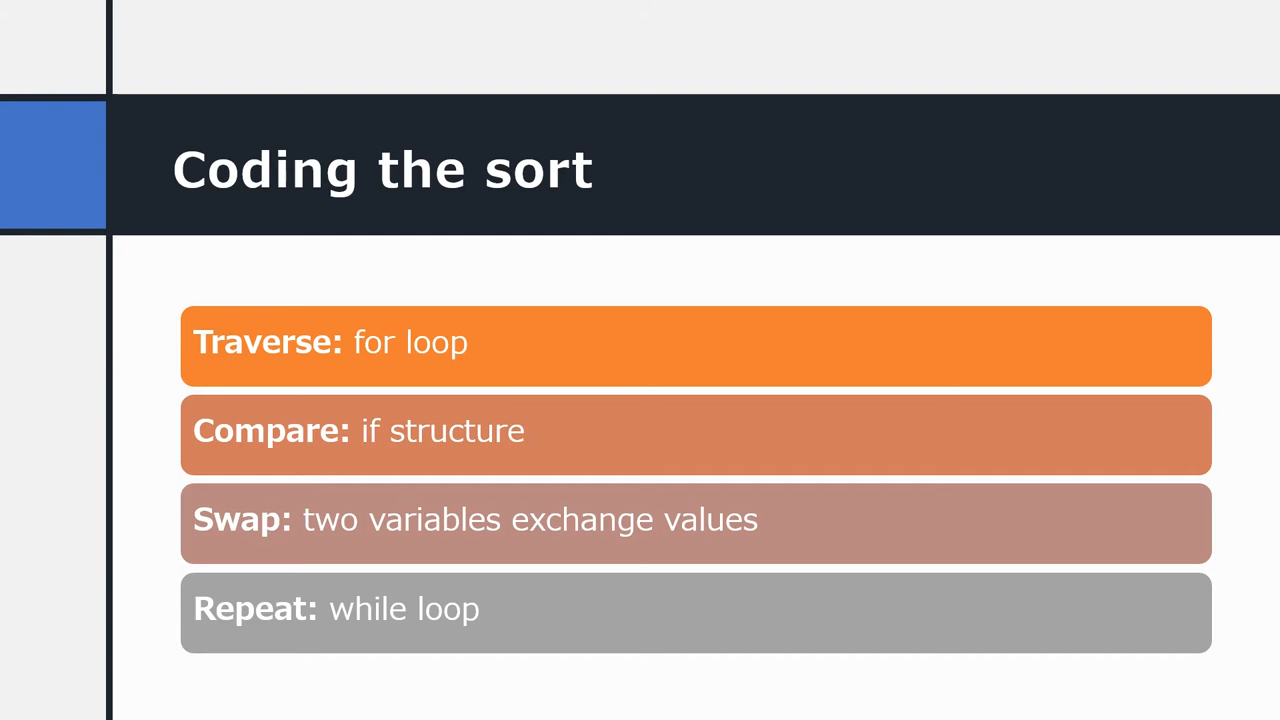 Coding the sort
Traverse: for loop
Compare: if structure
Swap: two variables exchange values
Repeat: while loop